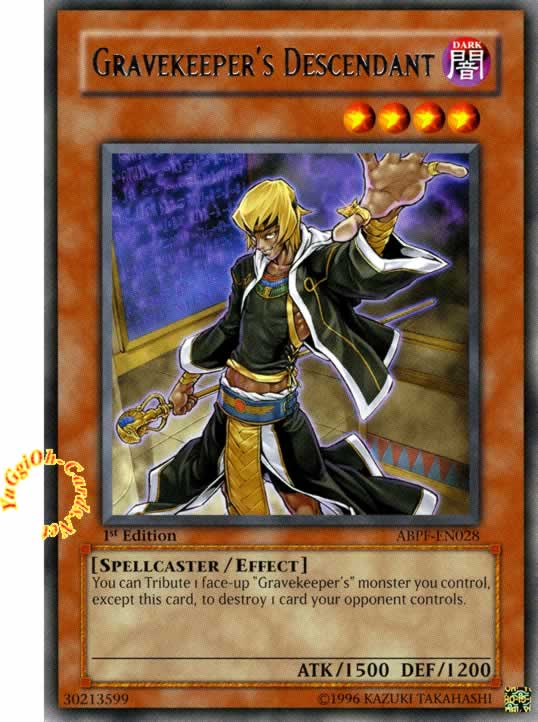 GRAVEKEEPER'S DESCENDANT
DARK
闇
1st Edition
ABPF-EN028
[SPELLCASTER / EFFECT]
You can Tribute 1 face-up "Gravekeeper's" monster you control,
except this card, to destroy 1 card your opponent controls.
ATK/1500 DEF/1200
30213599
©1996 KAZUKI TAKAHASHI
YuGgiOh-Cards.Net